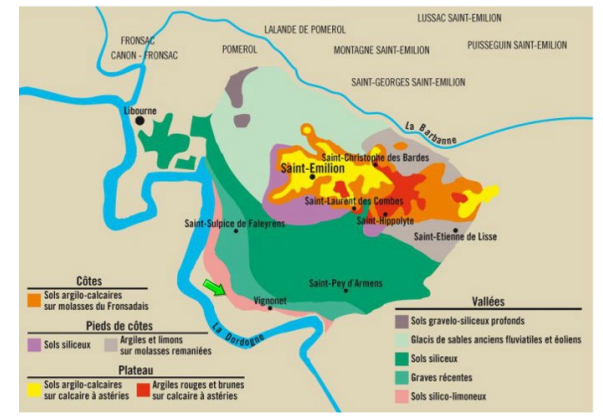 LUSSAC SAINT-EMILION
LALANDE DE POMEROL
FRONSAC
CANON - FRONSAC
POMEROL
MONTAGNE SAINT-EMILION
PUISSEGUIN SAINT-EMILION
SAINT-GEORGES SAINT-EMILION
Libourne
La Barbanne
Saint-Christophe des Bardes
Saint-Emilion
Saint-Laurent des Combes
Saint-Hippolyte
Saint-Sulpice de Faleyrens
Saint-Etienne de Lisse
Saint-Pey d'Armens
Vignonet
La Dordogne
Côtes
Sols argilo-calcaires
sur molasses du Fronsadais
Pieds de côtes
Sols siliceux
Argiles et limons
sur molasses remaniées
Plateau
Sols argilo-calcaires
sur calcaire à astéries
Argiles rouges et brunes
sur calcaire à astéries
Vallées
Sols gravelo-siliceux profonds
Glacis de sables anciens fluviatiles et éoliens
Sols siliceux
Graves récentes
Sols silico-limoneux